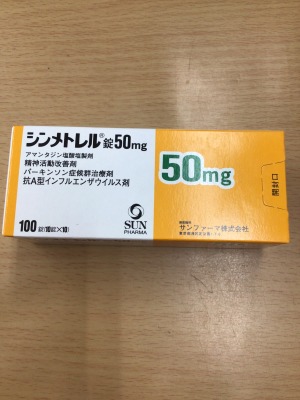 シンメトレル®錠50mg
アマンタジン塩酸塩製剤
精神活動改善剤
パーキンソン症候群治療剤
抗A型インフルエンザウイルス剤
50mg
開封口
100錠(10錠×10)
SUN
PHARMA
サンファーマ株式会社